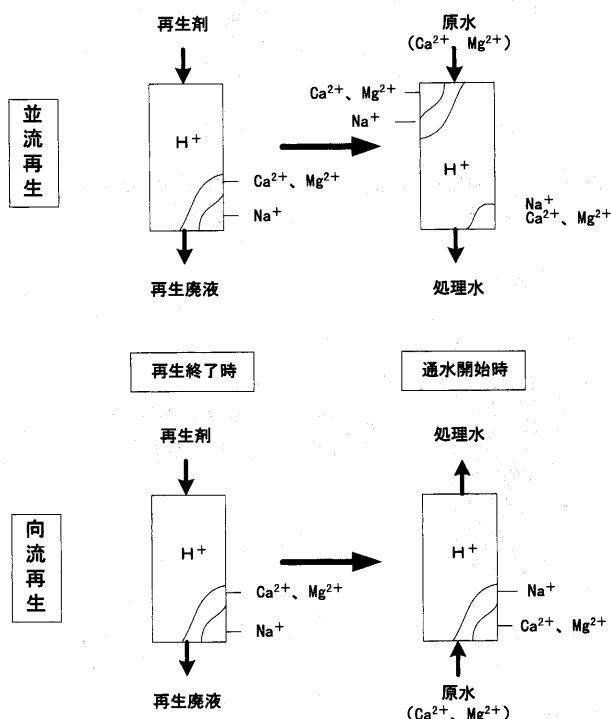 再生剤
原水
(Ca²⁺ Mg²⁺)
並流再生
H⁺
Ca²⁺、Mg²⁺
Na⁺
Ca²⁺、Mg²⁺
Na⁺
H⁺
Na⁺
Ca²⁺、Mg²⁺
再生廃液
処理水
再生終了時
通水開始時
再生剤
処理水
向流再生
H⁺
Ca²⁺、Mg²⁺
Na⁺
H⁺
Na⁺
Ca²⁺、Mg²⁺
再生廃液
原水
(Ca²⁺、Mg²⁺)